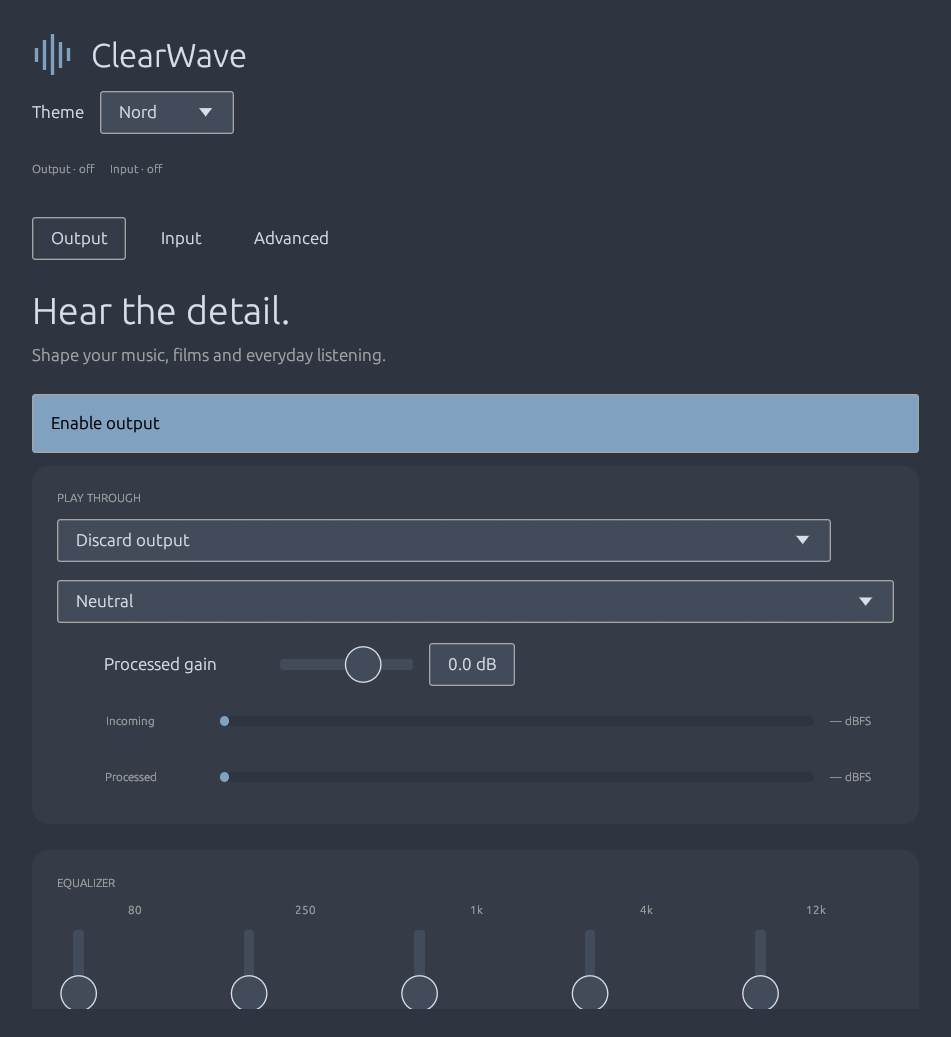 ClearWave
Theme Nord
Output · off Input · off
Output Input Advanced
Hear the detail.
Shape your music, films and everyday listening.
Enable output
PLAY THROUGH
Discard output
Neutral
Processed gain 0.0 dB
Incoming — dBFS
Processed — dBFS
EQUALIZER
80 250 1k 4k 12k